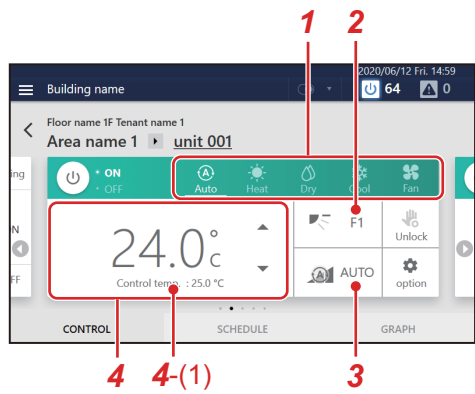 1 2
2020/06/12 Fri. 14:59
Building name 64 0
Floor name 1F Tenant name 1
Area name 1 unit 001
ing
ON
OFF
A
Auto Heat Dry Cool Fan
N
FF
24.0°c
Control temp. : 25.0 °C
F1
Unlock
A AUTO
option
CONTROL SCHEDULE GRAPH
4 4-(1) 3